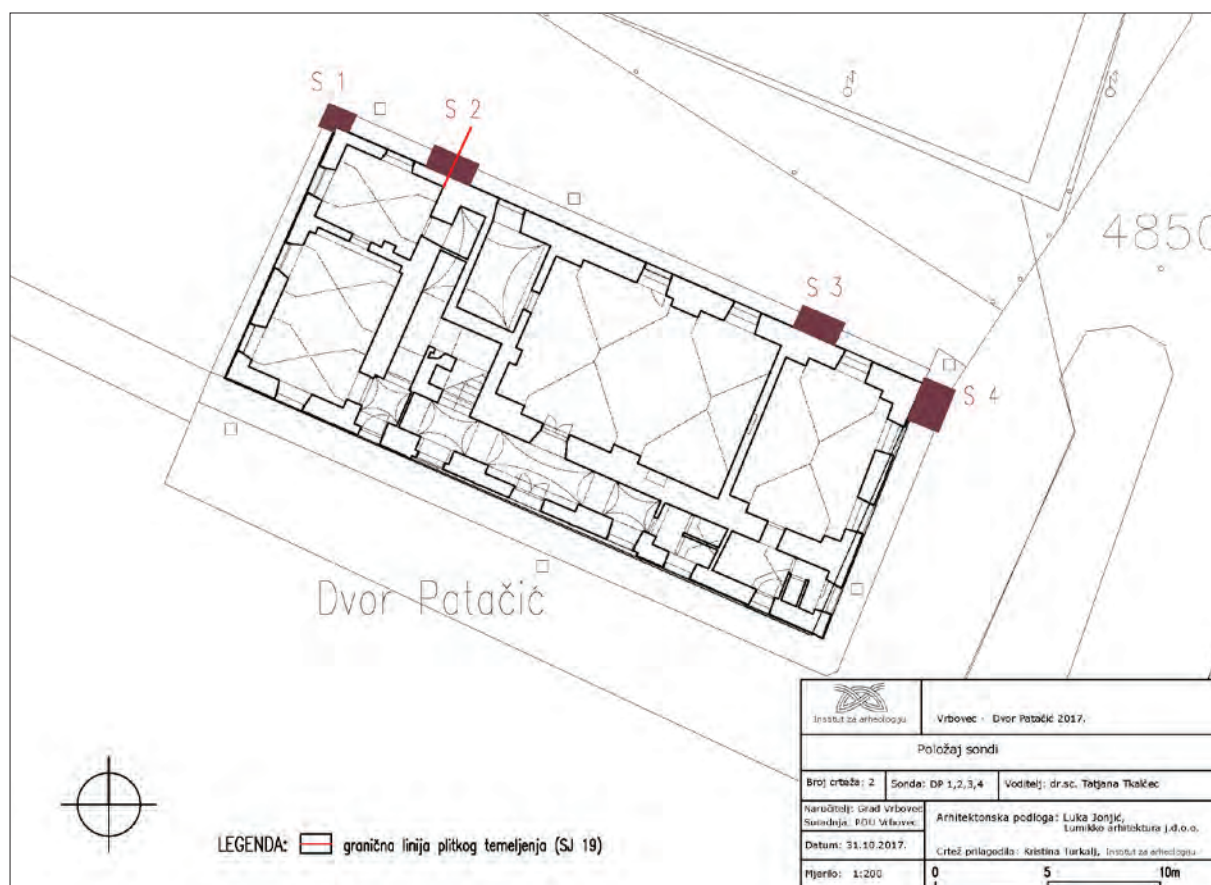 S 1
S 2
4850
S 3
S 4
Dvor Patačić
Institut za arheologiju
Vrbovec - Dvor Patačić 2017.
Položaj sondi
Broj crteža: 2
Sonda: DP 1,2,3,4
Voditelj: dr.sc. Tatjana Tkalčec
Naručitelj: Grad Vrbovec
Suradnja: POU Vrbovec
Arhitektonska podloga: Luka Jonjić,
Lumikko arhitektura j.d.o.o.
Datum: 31.10.2017.
Crtež prilagodila: Kristina Turkalj, Institut za arheologiju
Mjerilo: 1:200
0 5 10m
LEGENDA: granična linija plitkog temeljenja (SJ 19)